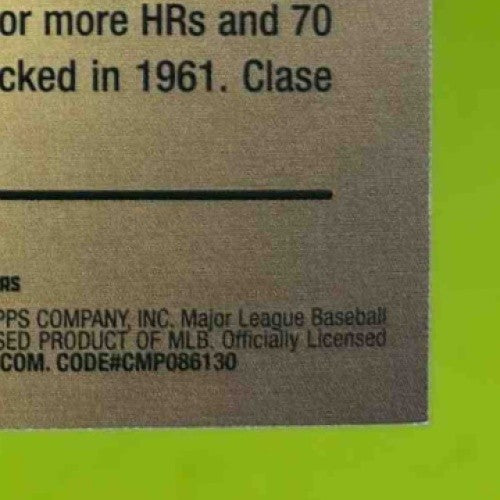 or more HRs and 70
cked in 1961. Clase
RS
PPS COMPANY, INC. Major League Baseball
SED PRODUCT OF MLB. Officially Licensed
COM. CODE#CMP086130